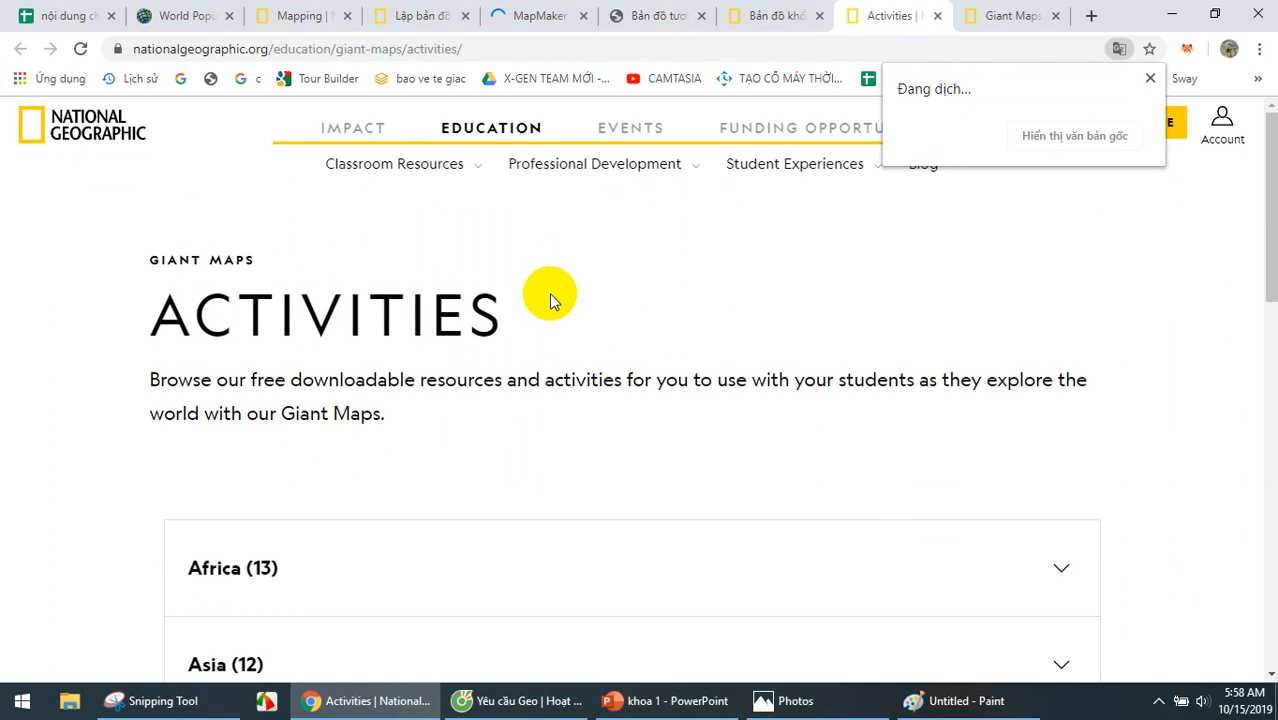 nội dung c
World Popu
Mapping |
Lập bản đồ
MapMaker
Bản đồ tươ
Bản đồ khổ
Activities |
Giant Maps
nationalgeographic.org/education/giant-maps/activities/
Ứng dụng
Lịch sử
c
Tour Builder
bao ve te giac
X-GEN TEAM MỚI -...
CAMTASIA
TẠO CỖ MÁY THỜI...
Sway
»
Đang dịch...
Hiển thị văn bản gốc
NATIONAL
GEOGRAPHIC
IMPACT
EDUCATION
EVENTS
FUNDING OPPORTU
E
Account
Classroom Resources
Professional Development
Student Experiences
Blog
GIANT MAPS
ACTIVITIES
Browse our free downloadable resources and activities for you to use with your students as they explore the
world with our Giant Maps.
Africa (13)
Asia (12)
Snipping Tool
Activities | National...
Yêu cầu Geo | Hoạt ...
khoa 1 - PowerPoint
Photos
Untitled - Paint
5:58 AM
10/15/2019